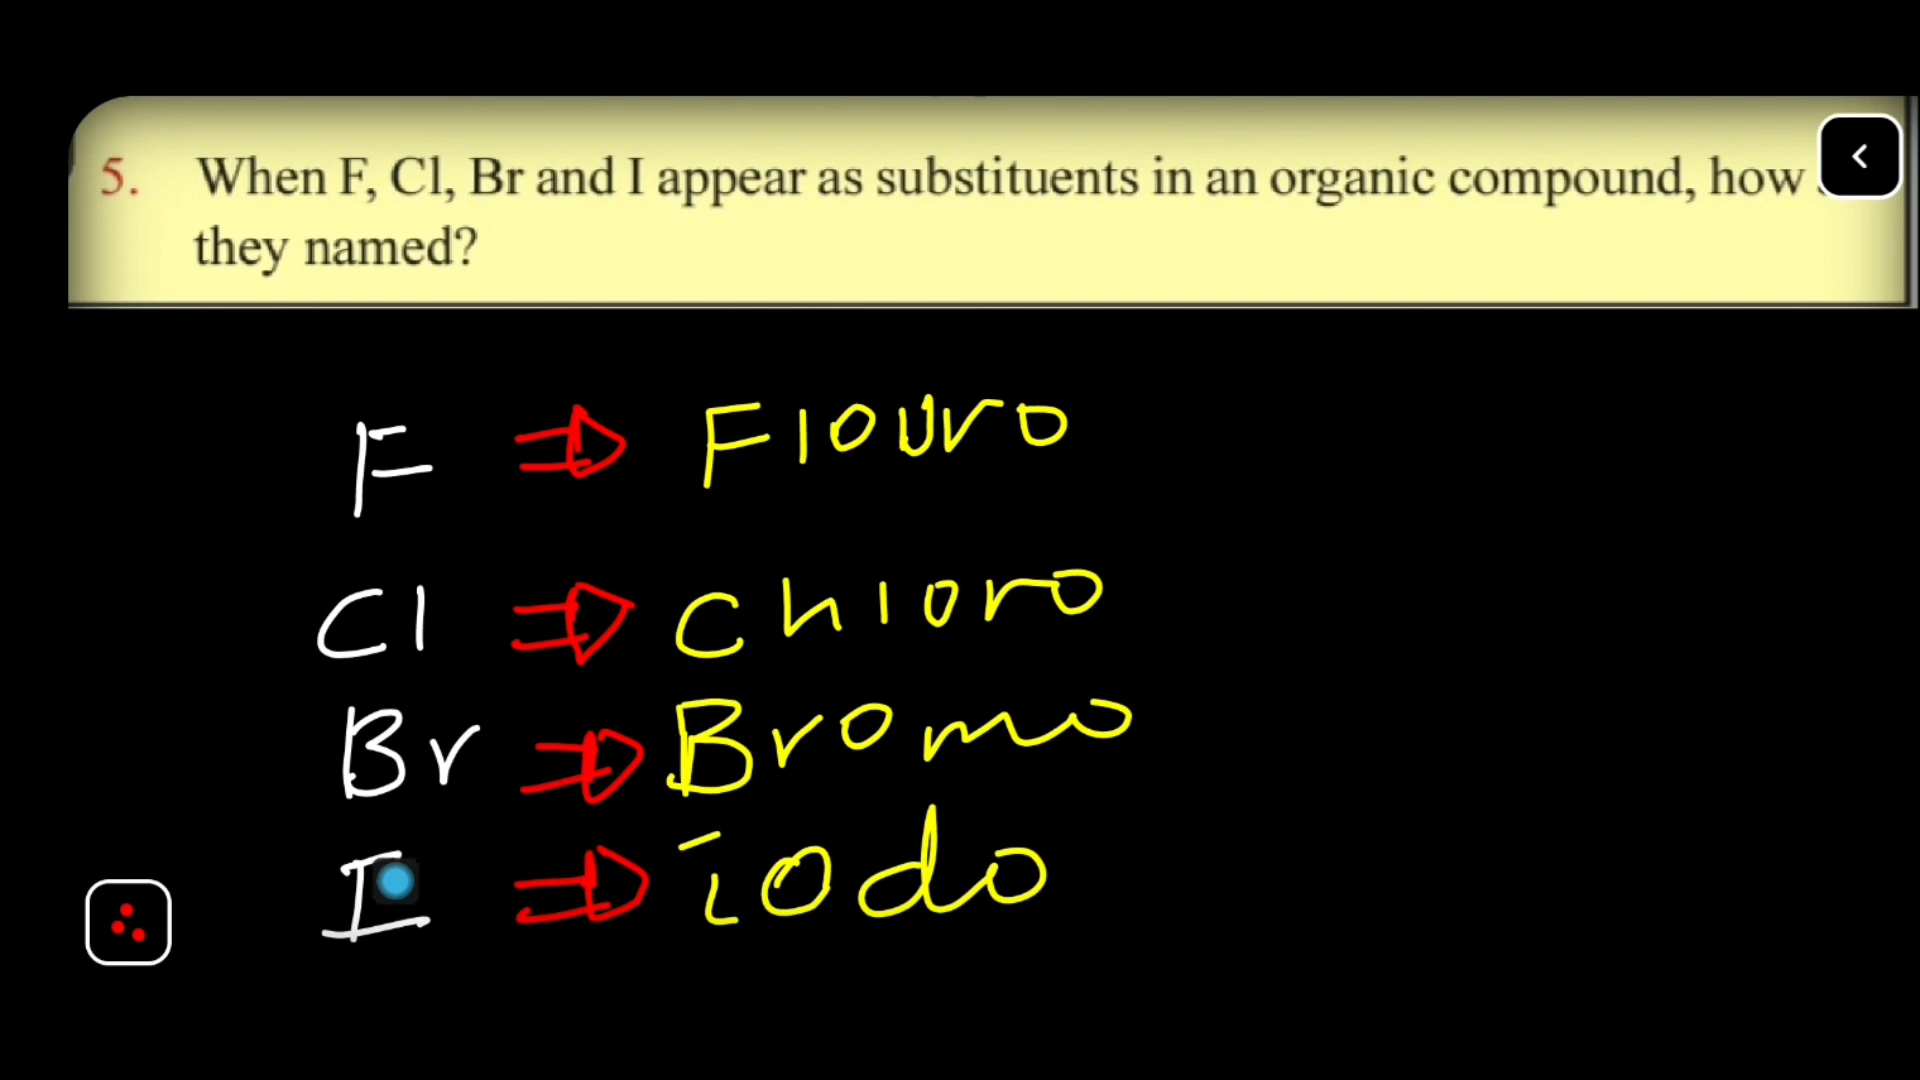 5. When F, Cl, Br and I appear as substituents in an organic compound, how
they named?
F ⇒ Flouro
Cl ⇒ Chloro
Br ⇒ Bromo
I ⇒ iodo